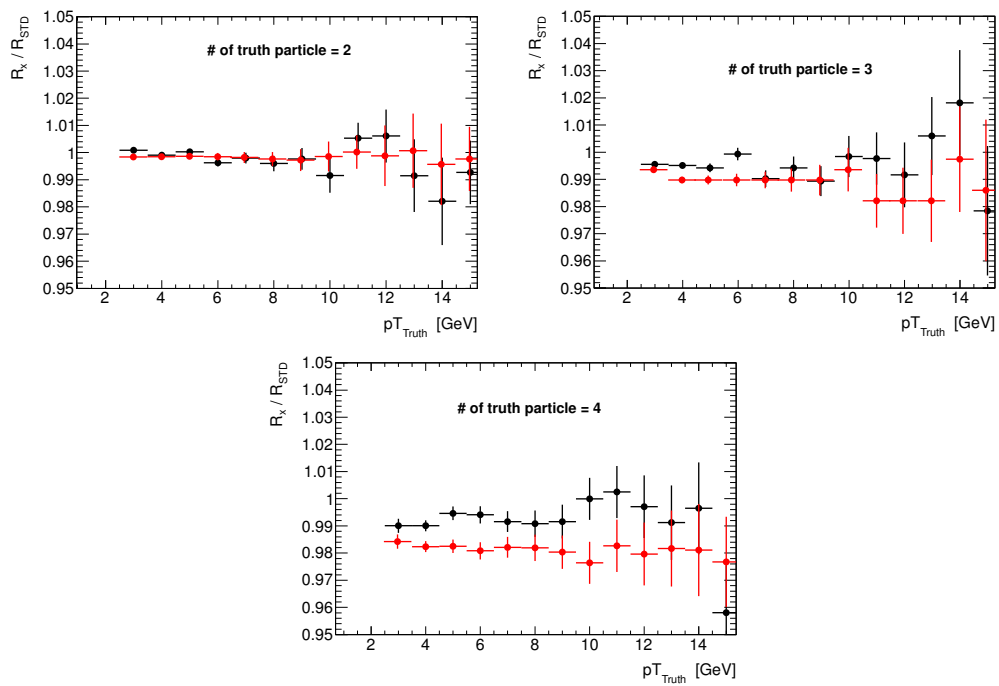 1.05
1.04
1.03
1.02
1.01
1
0.99
0.98
0.97
0.96
0.95
R_x / R_STD
# of truth particle = 2
2 4 6 8 10 12 14
pT_Truth [GeV]
1.05
1.04
1.03
1.02
1.01
1
0.99
0.98
0.97
0.96
0.95
R_x / R_STD
# of truth particle = 3
2 4 6 8 10 12 14
pT_Truth [GeV]
1.05
1.04
1.03
1.02
1.01
1
0.99
0.98
0.97
0.96
0.95
R_x / R_STD
# of truth particle = 4
2 4 6 8 10 12 14
pT_Truth [GeV]